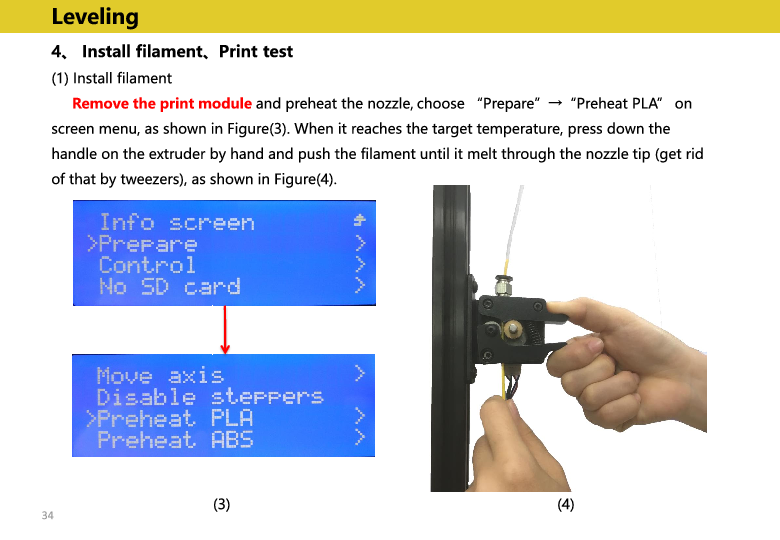 Leveling
4、 Install filament、Print test
(1) Install filament
Remove the print module and preheat the nozzle, choose “Prepare” → “Preheat PLA” on
screen menu, as shown in Figure(3). When it reaches the target temperature, press down the
handle on the extruder by hand and push the filament until it melt through the nozzle tip (get rid
of that by tweezers), as shown in Figure(4).
Info screen
>Prepare >
Control >
No SD card >
Move axis >
Disable steppers
>Preheat PLA >
Preheat ABS >
(3)
(4)
34